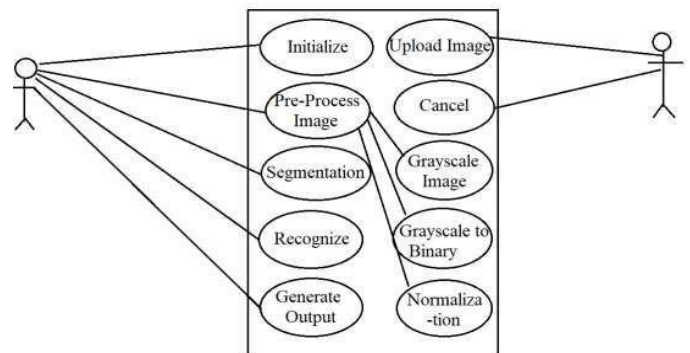 Initialize
Upload Image
Pre-Process
Image
Cancel
Segmentation
Grayscale
Image
Recognize
Grayscale to
Binary
Generate
Output
Normaliza
-tion